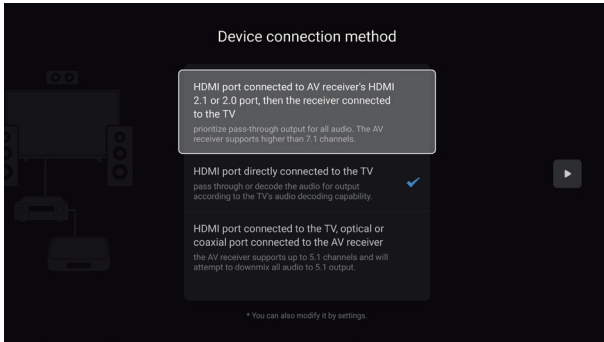 Device connection method
HDMI port connected to AV receiver's HDMI
2.1 or 2.0 port, then the receiver connected
to the TV
prioritize pass-through output for all audio. The AV
receiver supports higher than 7.1 channels.
HDMI port directly connected to the TV
pass through or decode the audio for output
according to the TV's audio decoding capability.
HDMI port connected to the TV, optical or
coaxial port connected to the AV receiver
the AV receiver supports up to 5.1 channels and will
attempt to downmix all audio to 5.1 output.
* You can also modify it by settings.